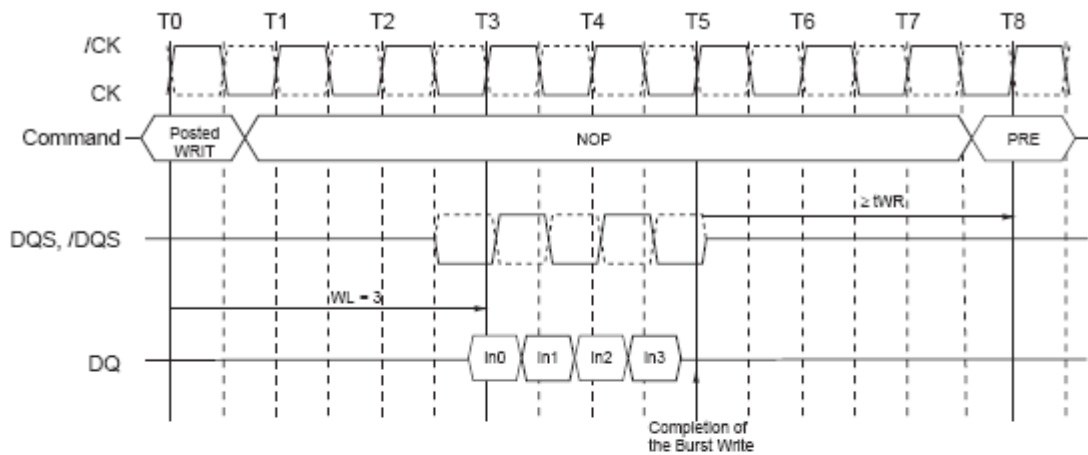 T0 T1 T2 T3 T4 T5 T6 T7 T8
/CK
CK
Command
Posted
WRIT
NOP
PRE
≥ tWR
DQS, /DQS
WL = 3
DQ
In0 In1 In2 In3
Completion of
the Burst Write